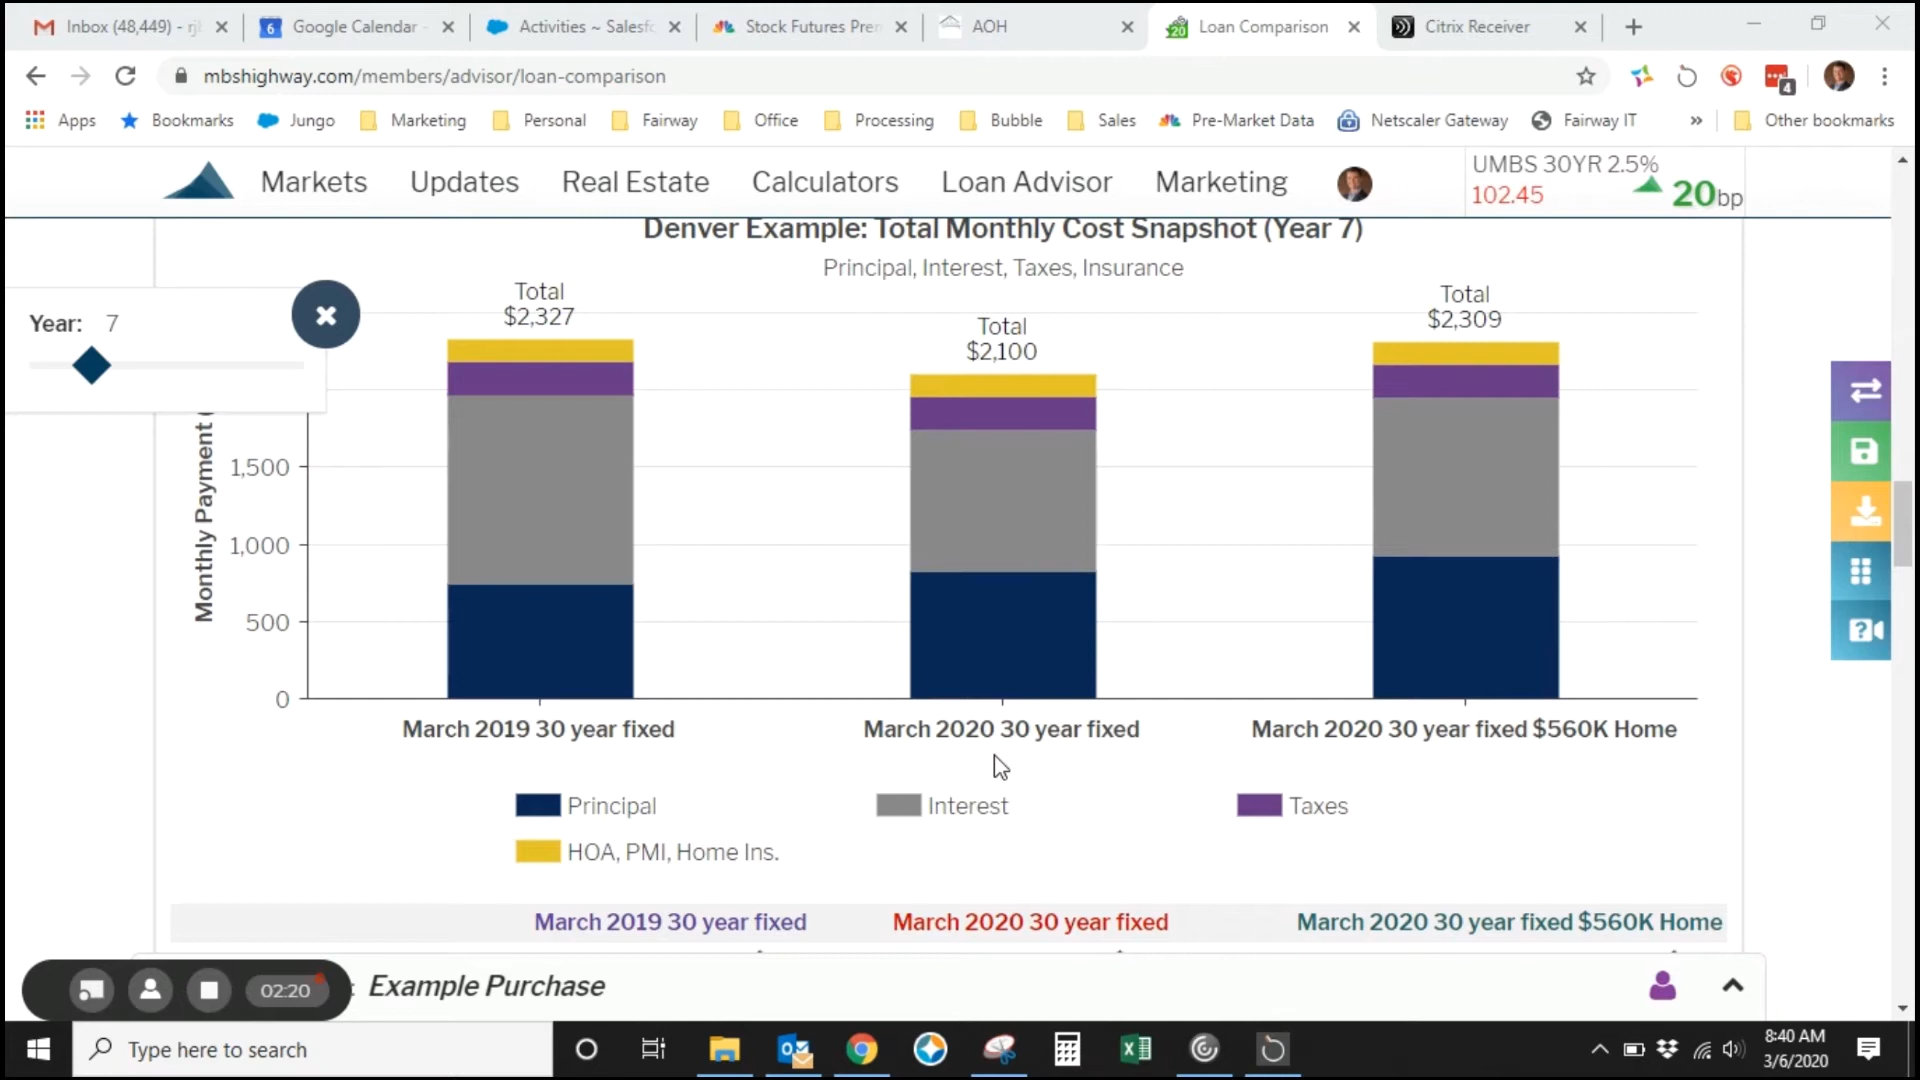 Inbox (48,449) - rj
Google Calendar -
Activities ~ Salesfo
Stock Futures Prem
AOH
Loan Comparison
Citrix Receiver
mbshighway.com/members/advisor/loan-comparison
4
Apps
Bookmarks
Jungo
Marketing
Personal
Fairway
Office
Processing
Bubble
Sales
Pre-Market Data
Netscaler Gateway
Fairway IT
»
Other bookmarks
Markets
Updates
Real Estate
Calculators
Loan Advisor
Marketing
UMBS 30YR 2.5%
102.45
20bp
Denver Example: Total Monthly Cost Snapshot (Year 7)
Principal, Interest, Taxes, Insurance
Year: 7
Total
$2,327
Total
$2,100
Total
$2,309
Monthly Payment (
1,500
1,000
500
0
March 2019 30 year fixed
March 2020 30 year fixed
March 2020 30 year fixed $560K Home
Principal
Interest
Taxes
HOA, PMI, Home Ins.
March 2019 30 year fixed
March 2020 30 year fixed
March 2020 30 year fixed $560K Home
02:20
: Example Purchase
Type here to search
8:40 AM
3/6/2020